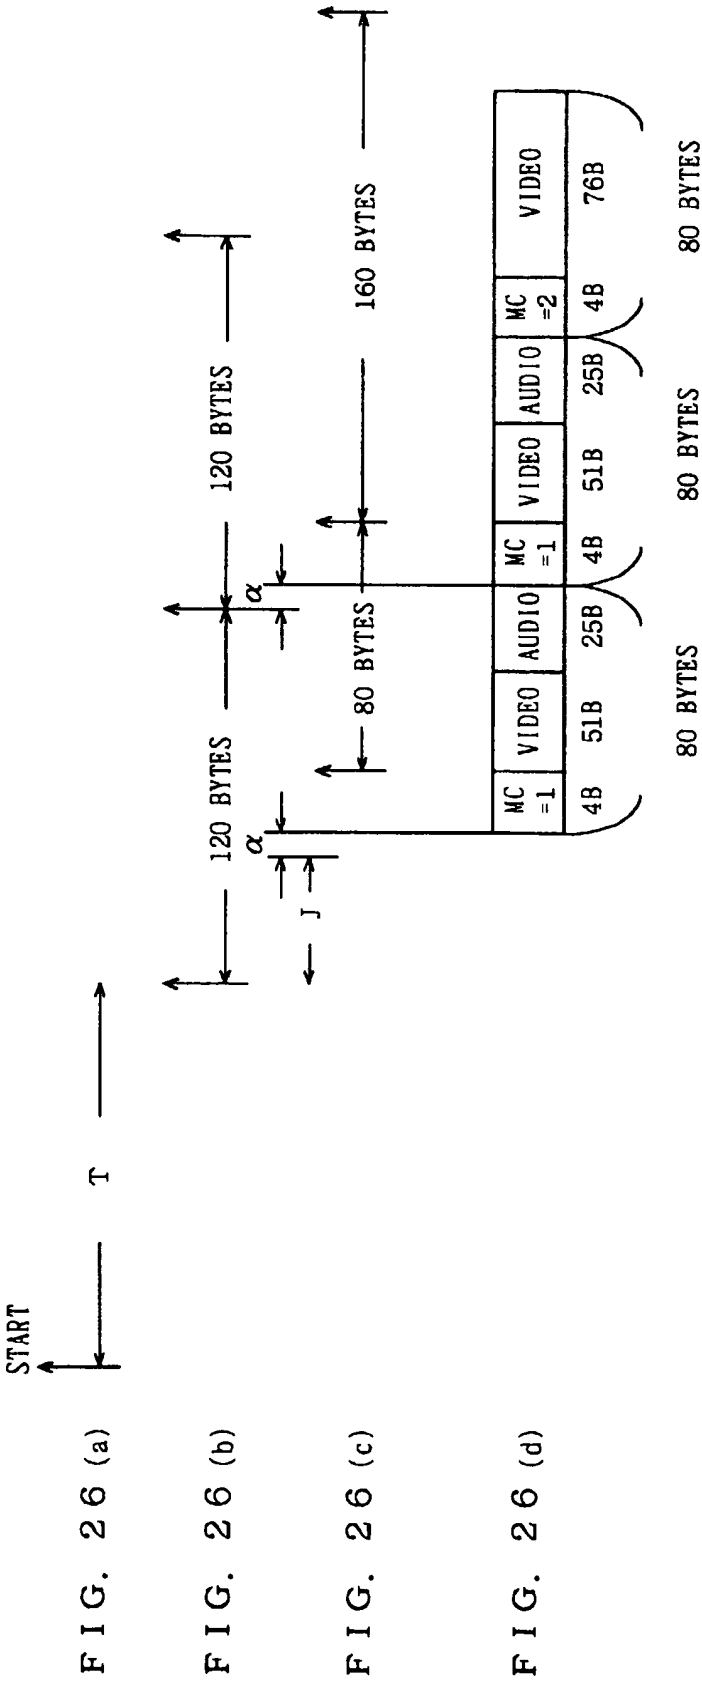 START
T
FIG. 26 (a)
120 BYTES
120 BYTES
FIG. 26 (b)
α
α
J
80 BYTES
160 BYTES
FIG. 26 (c)
MC =1
VIDEO
AUDIO
MC =1
VIDEO
AUDIO
MC =2
VIDEO
4B
51B
25B
4B
51B
25B
4B
76B
80 BYTES
80 BYTES
80 BYTES
FIG. 26 (d)